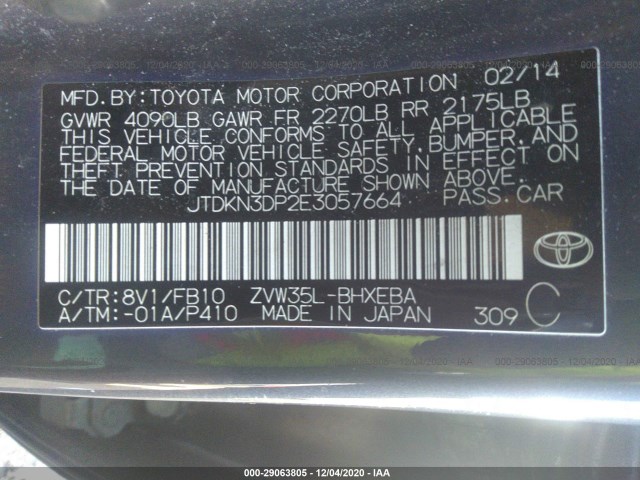 MFD.BY:TOYOTA MOTOR CORPORATION 02/14
GVWR 4090LB GAWR FR 2270LB RR 2175LB
THIS VEHICLE CONFORMS TO ALL APPLICABLE
FEDERAL MOTOR VEHICLE SAFETY, BUMPER, AND
THEFT PREVENTION STANDARDS IN EFFECT ON
THE DATE OF MANUFACTURE SHOWN ABOVE.
JTDKN3DP2E3057664 PASS.CAR
C/TR:8V1/FB10 ZVW35L-BHXEBA
A/TM:-01A/P410 MADE IN JAPAN 309 C
000-29063805 - 12/04/2020 - IAA